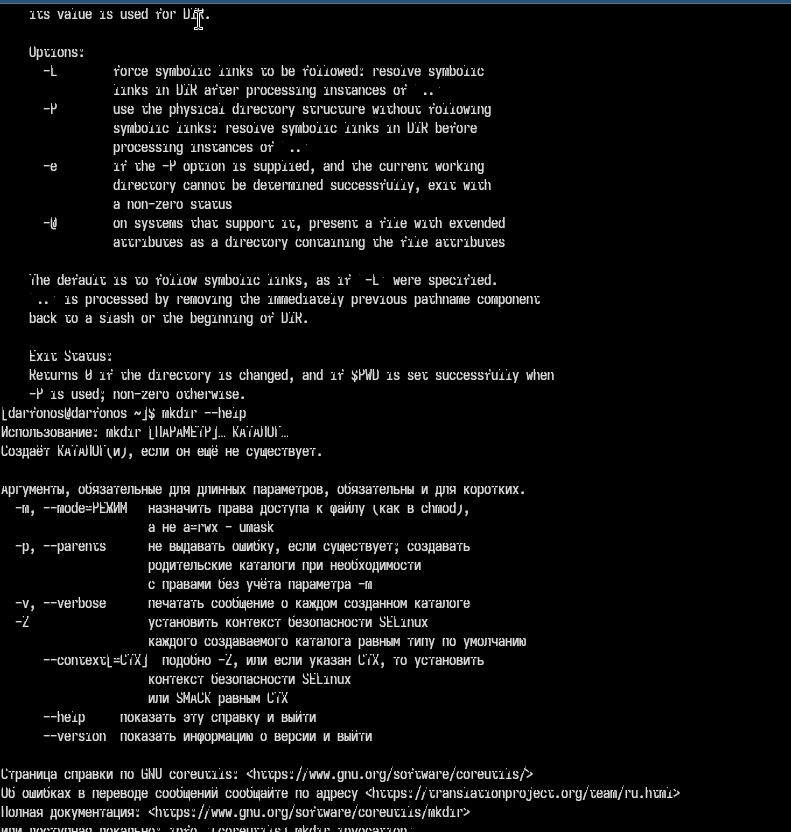 its value is used for DIR.
Options:
-L force symbolic links to be followed: resolve symbolic
links in DIR after processing instances of `..'
-P use the physical directory structure without following
symbolic links: resolve symbolic links in DIR before
processing instances of `..'
-e if the -P option is supplied, and the current working
directory cannot be determined successfully, exit with
a non-zero status
-@ on systems that support it, present a file with extended
attributes as a directory containing the file attributes
The default is to follow symbolic links, as if `-L' were specified.
`..' is processed by removing the immediately previous pathname component
back to a slash or the beginning of DIR.
Exit Status:
Returns 0 if the directory is changed, and if $PWD is set successfully when
-P is used; non-zero otherwise.
[darfonos@darfonos ~]$ mkdir --help
Использование: mkdir [ПАРАМЕТР]… КАТАЛОГ…
Создаёт КАТАЛОГ(и), если он ещё не существует.
Аргументы, обязательные для длинных параметров, обязательны и для коротких.
-m, --mode=РЕЖИМ назначить права доступа к файлу (как в chmod),
а не a=rwx - umask
-p, --parents не выдавать ошибку, если существует; создавать
родительские каталоги при необходимости
с правами без учёта параметра -m
-v, --verbose печатать сообщение о каждом созданном каталоге
-Z установить контекст безопасности SELinux
каждого создаваемого каталога равным типу по умолчанию
--context[=CTX] подобно -Z, или если указан CTX, то установить
контекст безопасности SELinux
или SMACK равным CTX
--help показать эту справку и выйти
--version показать информацию о версии и выйти
Страница справки по GNU coreutils: <https://www.gnu.org/software/coreutils/>
Об ошибках в переводе сообщений сообщайте по адресу <https://translationproject.org/team/ru.html>
Полная документация: <https://www.gnu.org/software/coreutils/mkdir>
или доступная локально: info '(coreutils) mkdir invocation'